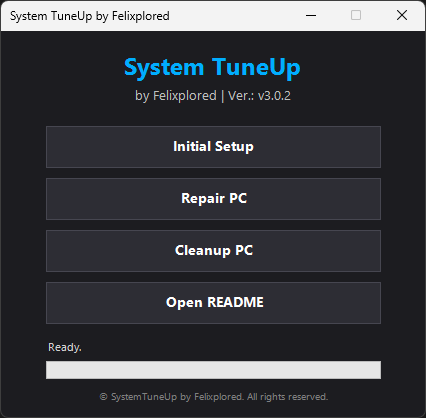 System TuneUp by Felixplored
System TuneUp
by Felixplored | Ver.: v3.0.2
Initial Setup
Repair PC
Cleanup PC
Open README
Ready.
© SystemTuneUp by Felixplored. All rights reserved.